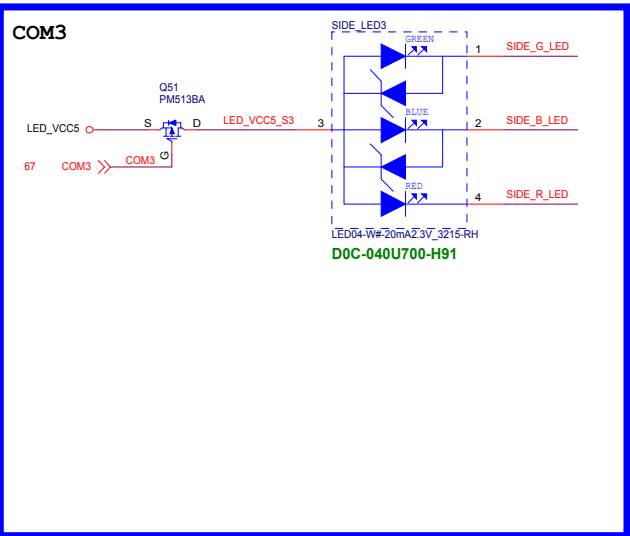 COM3
SIDE_LED3
GREEN
1
SIDE_G_LED
Q51
PM513BA
BLUE
LED_VCC5
S
D
LED_VCC5_S3
3
2
SIDE_B_LED
G
67
COM3
COM3
RED
4
SIDE_R_LED
LED04-W#-20mA2.3V_3215-RH
D0C-040U700-H91